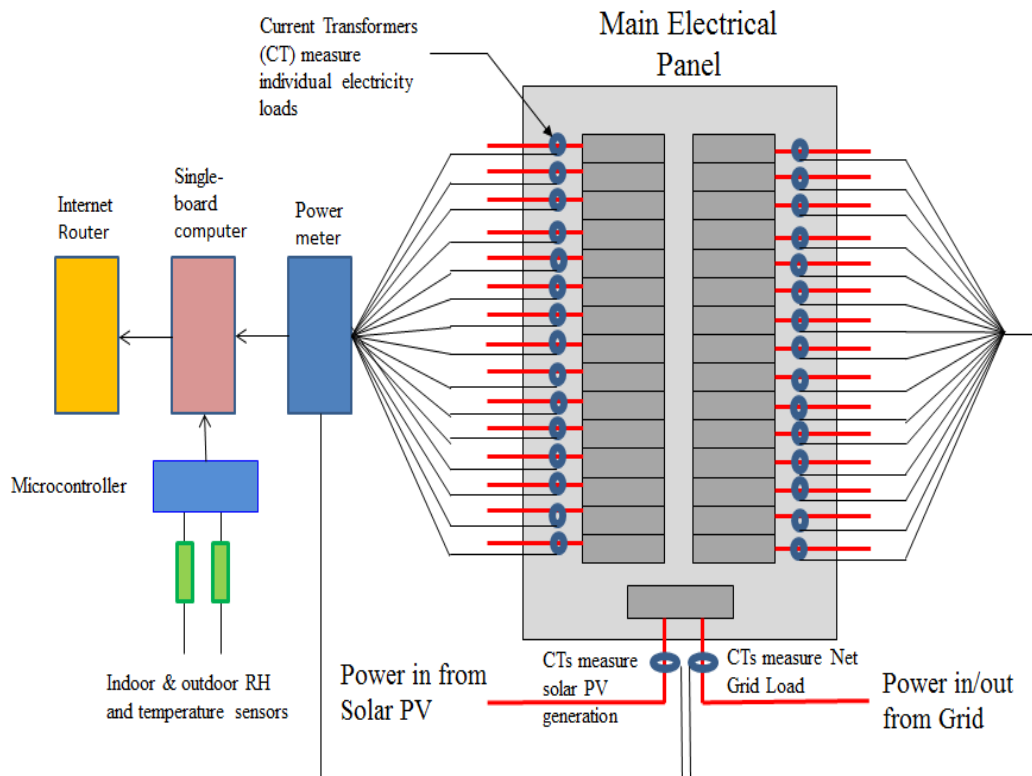 Current Transformers
(CT) measure
individual electricity
loads
Main Electrical
Panel
Internet
Router
Single-
board
computer
Power
meter
Microcontroller
Indoor & outdoor RH
and temperature sensors
Power in from
Solar PV
CTs measure
solar PV
generation
CTs measure Net
Grid Load
Power in/out
from Grid